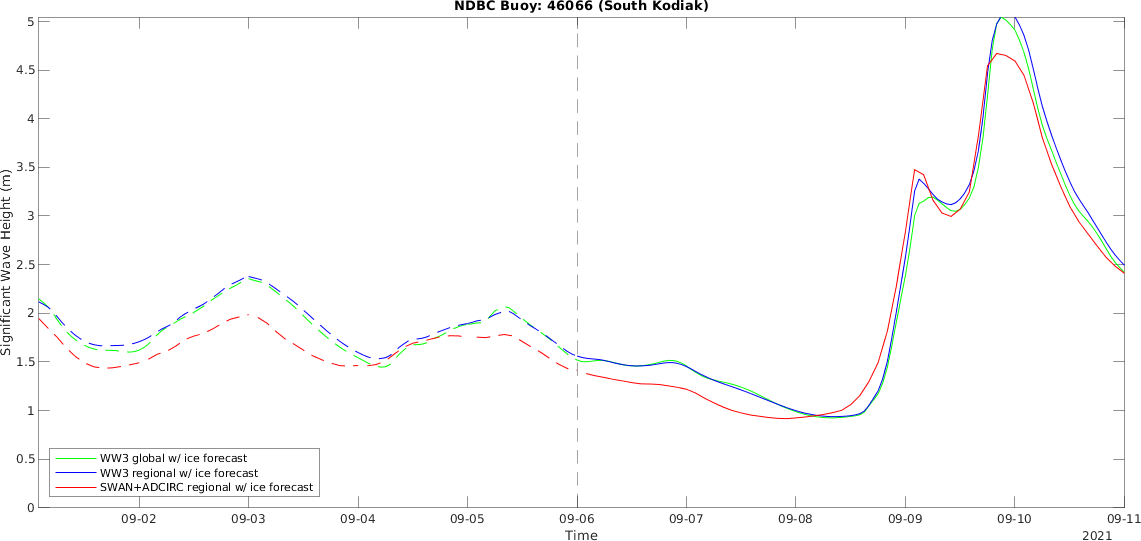 NDBC Buoy: 46066 (South Kodiak)
5
4.5
4
3.5
3
2.5
2
1.5
1
0.5
0
Significant Wave Height (m)
WW3 global w/ ice forecast
WW3 regional w/ ice forecast
SWAN+ADCIRC regional w/ ice forecast
09-02 09-03 09-04 09-05 09-06 09-07 09-08 09-09 09-10 09-11
Time
2021